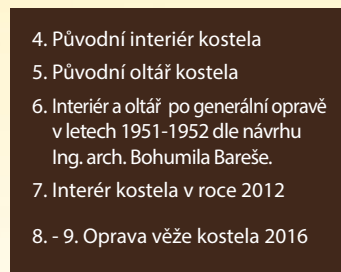 4. Původní interiér kostela
5. Původní oltář kostela
6. Interiér a oltář po generální opravě
v letech 1951-1952 dle návrhu
Ing. arch. Bohumila Bareše.
7. Interér kostela v roce 2012
8. - 9. Oprava věže kostela 2016